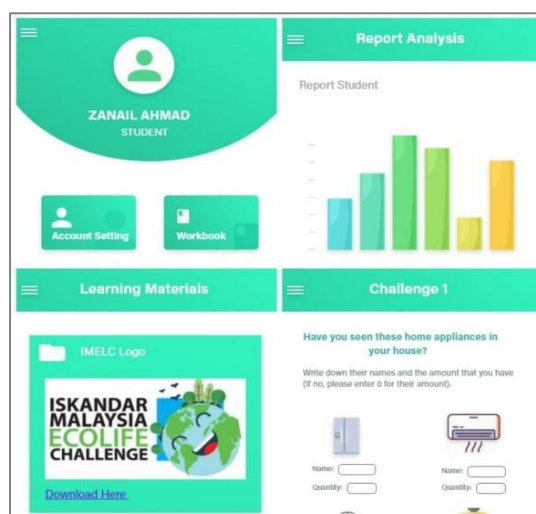 ZANAIL AHMAD
STUDENT
Account Setting
Workbook
Report Analysis
Report Student
Learning Materials
IMELC Logo
ISKANDAR
MALAYSIA
ECOLIFE
CHALLENGE
Download Here
Challenge 1
Have you seen these home appliances in
your house?
Write down their names and the amount that you have
(If no, please enter 0 for their amount).
Name:
Name:
Quantity:
Quantity: